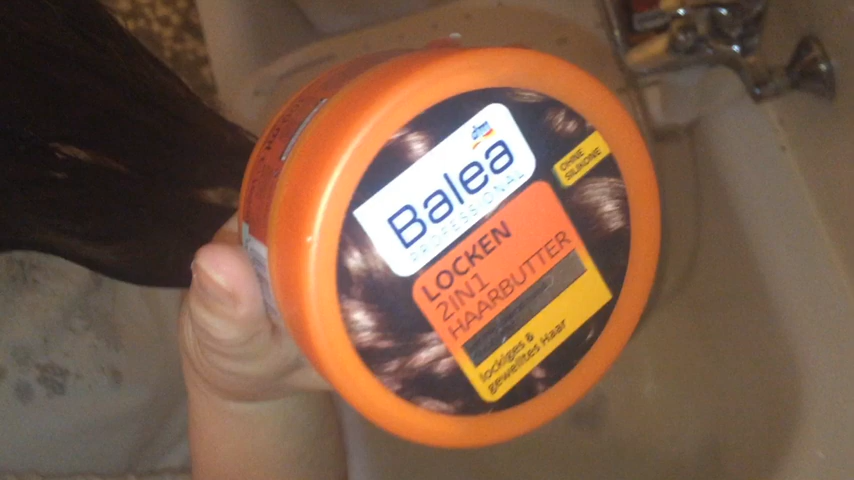 dm
Balea
PROFESSIONAL
OHNE
SILIKONE
LOCKEN
2IN1
HAARBUTTER
lockiges &
gewelltes Haar